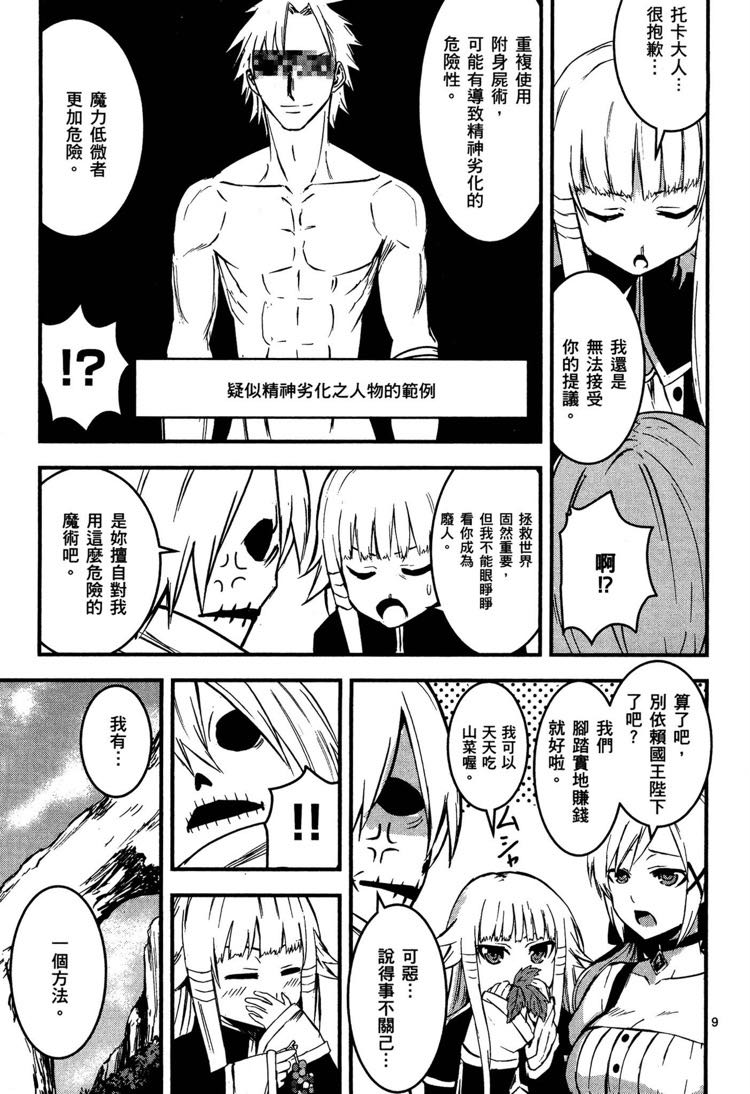 托卡大人…
很抱歉…
我還是
無法接受
你的提議。
啊!?
重複使用
附身屍術，
可能有導致精神劣化的
危險性。
魔力低微者
更加危險。
!?
疑似精神劣化之人物的範例
拯救世界
固然重要，
但我不能眼睜睜
看你成為
廢人。
是妳擅自對我
用這麼危險的
魔術吧。
算了吧，
別依賴國王陛下
了吧？
我們
腳踏實地賺錢
就好啦。
我可以
天天吃
山菜喔。
ムシャ
可惡…
說得事不關己…
!!
我有…
一個方法。
9